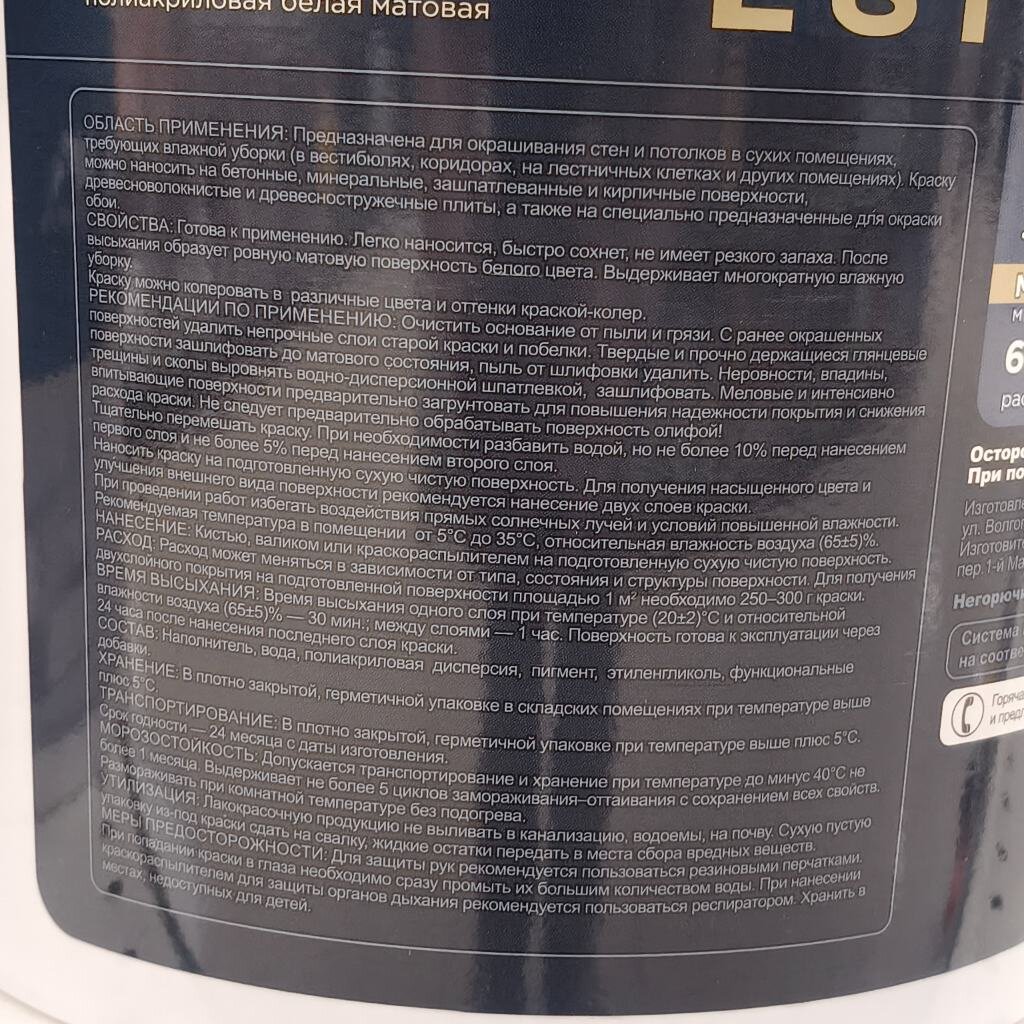 полиакриловая белая матовая
ОБЛАСТЬ ПРИМЕНЕНИЯ: Предназначена для окрашивания стен и потолков в сухих помещениях,
требующих влажной уборки (в вестибюлях, коридорах, на лестничных клетках и других помещениях). Краску
можно наносить на бетонные, минеральные, зашпатлеванные и кирпичные поверхности,
древесноволокнистые и древесностружечные плиты, а также на специально предназначенные для окраски
обои.
СВОЙСТВА: Готова к применению. Легко наносится, быстро сохнет, не имеет резкого запаха. После
высыхания образует ровную матовую поверхность белого цвета. Выдерживает многократную влажную
уборку.
Краску можно колеровать в различные цвета и оттенки краской-колер.
РЕКОМЕНДАЦИИ ПО ПРИМЕНЕНИЮ: Очистить основание от пыли и грязи. С ранее окрашенных
поверхностей удалить непрочные слои старой краски и побелки. Твердые и прочно держащиеся глянцевые
поверхности зашлифовать до матового состояния, пыль от шлифовки удалить. Неровности, впадины,
трещины и сколы выровнять водно-дисперсионной шпатлевкой, зашлифовать. Меловые и интенсивно
впитывающие поверхности предварительно загрунтовать для повышения надежности покрытия и снижения
расхода краски. Не следует предварительно обрабатывать поверхность олифой!
Тщательно перемешать краску. При необходимости разбавить водой, но не более 10% перед нанесением
первого слоя и не более 5% перед нанесением второго слоя.
Наносить краску на подготовленную сухую чистую поверхность. Для получения насыщенного цвета и
улучшения внешнего вида поверхности рекомендуется нанесение двух слоев краски.
При проведении работ избегать воздействия прямых солнечных лучей и условий повышенной влажности.
Рекомендуемая температура в помещении от 5°С до 35°С, относительная влажность воздуха (65±5)%.
НАНЕСЕНИЕ: Кистью, валиком или краскораспылителем на подготовленную сухую чистую поверхность.
РАСХОД: Расход может меняться в зависимости от типа, состояния и структуры поверхности. Для получения
двухслойного покрытия на подготовленной поверхности площадью 1 м² необходимо 250–300 г краски.
ВРЕМЯ ВЫСЫХАНИЯ: Время высыхания одного слоя при температуре (20±2)°С и относительной
влажности воздуха (65±5)% — 30 мин.; между слоями — 1 час. Поверхность готова к эксплуатации через
24 часа после нанесения последнего слоя краски.
СОСТАВ: Наполнитель, вода, полиакриловая дисперсия, пигмент, этиленгликоль, функциональные
добавки.
ХРАНЕНИЕ: В плотно закрытой, герметичной упаковке в складских помещениях при температуре выше
плюс 5°С.
ТРАНСПОРТИРОВАНИЕ: В плотно закрытой, герметичной упаковке при температуре выше плюс 5°С.
Срок годности — 24 месяца с даты изготовления.
МОРОЗОСТОЙКОСТЬ: Допускается транспортирование и хранение при температуре до минус 40°С не
более 1 месяца. Выдерживает не более 5 циклов замораживания–оттаивания с сохранением всех свойств.
Размораживать при комнатной температуре без подогрева.
УТИЛИЗАЦИЯ: Лакокрасочную продукцию не выливать в канализацию, водоемы, на почву. Сухую пустую
упаковку из-под краски сдать на свалку, жидкие остатки передать в места сбора вредных веществ.
МЕРЫ ПРЕДОСТОРОЖНОСТИ: Для защиты рук рекомендуется пользоваться резиновыми перчатками.
При попадании краски в глаза необходимо сразу промыть их большим количеством воды. При нанесении
краскораспылителем для защиты органов дыхания рекомендуется пользоваться респиратором. Хранить в
местах, недоступных для детей.
При по
ул. Волго
пер.1-й Ма
Негорюч
Система
на соотве
Горяча
и предл